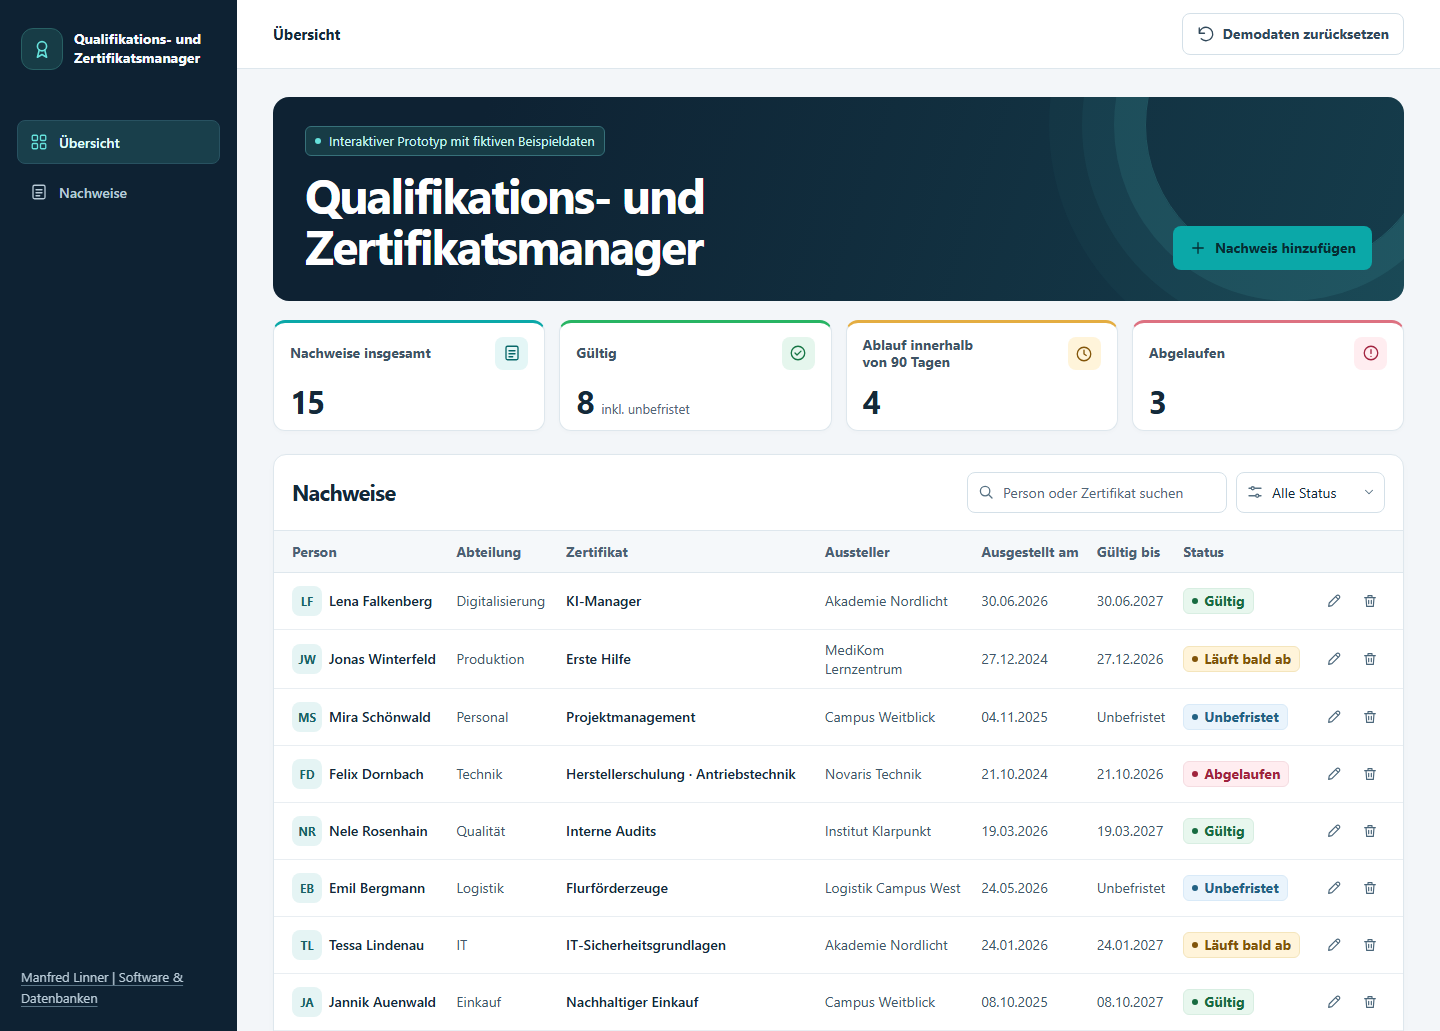 Qualifikations- und
Zertifikatsmanager
Übersicht
Nachweise
Manfred Linner | Software &
Datenbanken
Übersicht
Demodaten zurücksetzen
Interaktiver Prototyp mit fiktiven Beispieldaten
Qualifikations- und
Zertifikatsmanager
Nachweis hinzufügen
Nachweise insgesamt
15
Gültig
8 inkl. unbefristet
Ablauf innerhalb
von 90 Tagen
4
Abgelaufen
3
Nachweise
Person oder Zertifikat suchen
Alle Status
Person Abteilung Zertifikat Aussteller Ausgestellt am Gültig bis Status
LF Lena Falkenberg Digitalisierung KI-Manager Akademie Nordlicht 30.06.2026 30.06.2027 Gültig
JW Jonas Winterfeld Produktion Erste Hilfe MediKom Lernzentrum 27.12.2024 27.12.2026 Läuft bald ab
MS Mira Schönwald Personal Projektmanagement Campus Weitblick 04.11.2025 Unbefristet Unbefristet
FD Felix Dornbach Technik Herstellerschulung · Antriebstechnik Novaris Technik 21.10.2024 21.10.2026 Abgelaufen
NR Nele Rosenhain Qualität Interne Audits Institut Klarpunkt 19.03.2026 19.03.2027 Gültig
EB Emil Bergmann Logistik Flurförderzeuge Logistik Campus West 24.05.2026 Unbefristet Unbefristet
TL Tessa Lindenau IT IT-Sicherheitsgrundlagen Akademie Nordlicht 24.01.2026 24.01.2027 Läuft bald ab
JA Jannik Auenwald Einkauf Nachhaltiger Einkauf Campus Weitblick 08.10.2025 08.10.2027 Gültig